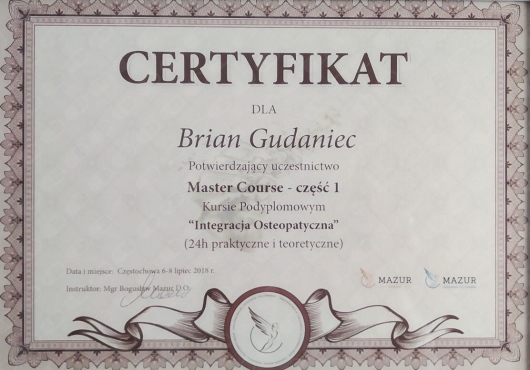 CERTYFIKAT
DLA
Brian Gudaniec
Potwierdzający uczestnictwo
Master Course - część 1
Kursie Podyplomowym
“Integracja Osteopatyczna”
(24h praktyczne i teoretyczne)
Data i miejsce: Częstochowa 6-8 lipiec 2018 r.
Instruktor: Mgr Bogusław Mazur D.O.
MAZUR
MAZUR